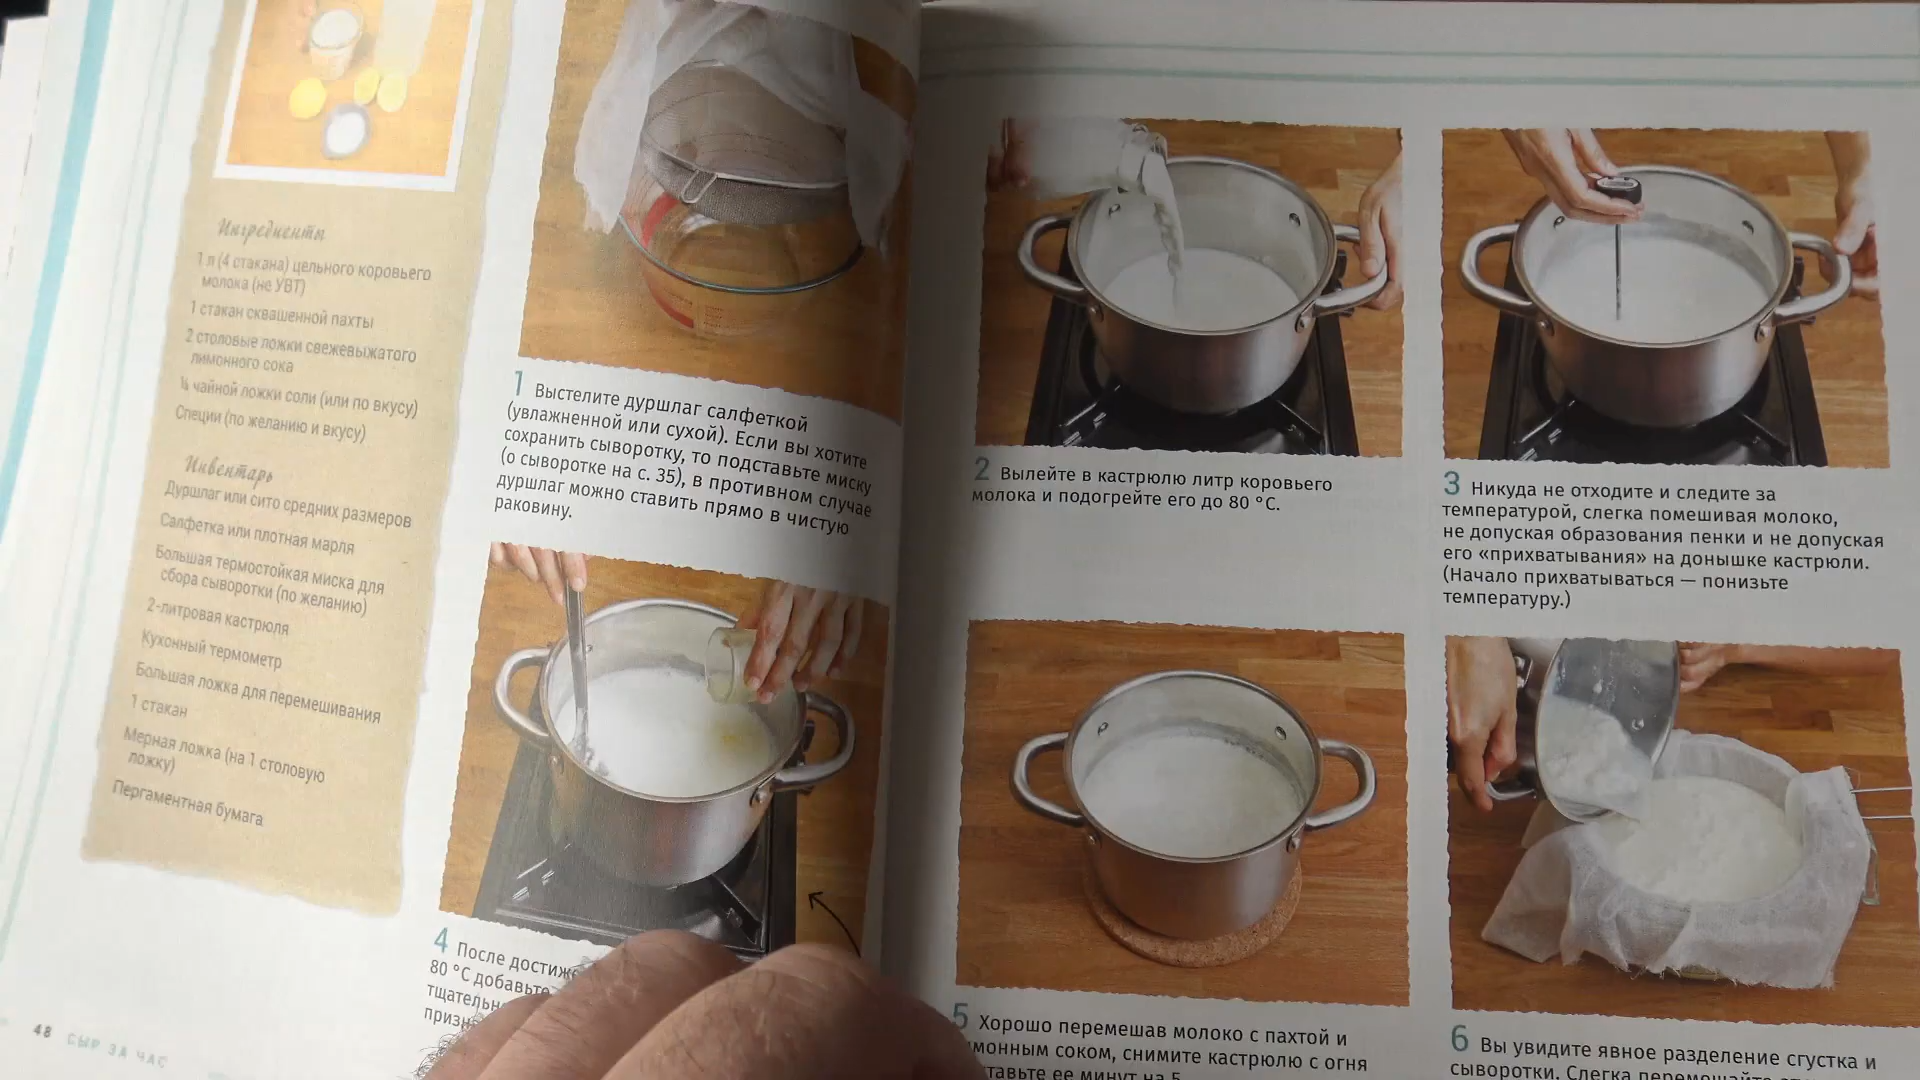 Ингредиенты
1 л (4 стакана) цельного коровьего
молока (не УВТ)
1 стакан сквашенной пахты
2 столовые ложки свежевыжатого
лимонного сока
чайной ложки соли (или по вкусу)
Специи (по желанию и вкусу)
Инвентарь
Дуршлаг или сито средних размеров
Салфетка или плотная марля
Большая термостойкая миска для
сбора сыворотки (по желанию)
2-литровая кастрюля
Кухонный термометр
Большая ложка для перемешивания
1 стакан
Мерная ложка (на 1 столовую
ложку)
Пергаментная бумага
1 Выстелите дуршлаг салфеткой
(увлажненной или сухой). Если вы хотите
сохранить сыворотку, то подставьте миску
(о сыворотке на с. 35), в противном случае
дуршлаг можно ставить прямо в чистую
раковину.
2 Вылейте в кастрюлю литр коровьего
молока и подогрейте его до 80 °C.
3 Никуда не отходите и следите за
температурой, слегка помешивая молоко,
не допуская образования пенки и не допуская
его «прихватывания» на донышке кастрюли.
(Начало прихватываться — понизьте
температуру.)
4 После
80 °C добавьте
5 Хорошо перемешав молоко с пахтой и
соком, снимите кастрюлю с огня
ее минут на 5
6 Вы увидите явное разделение сгустка и
сыворотки. Слегка
48 СЫР ЗА ЧАС